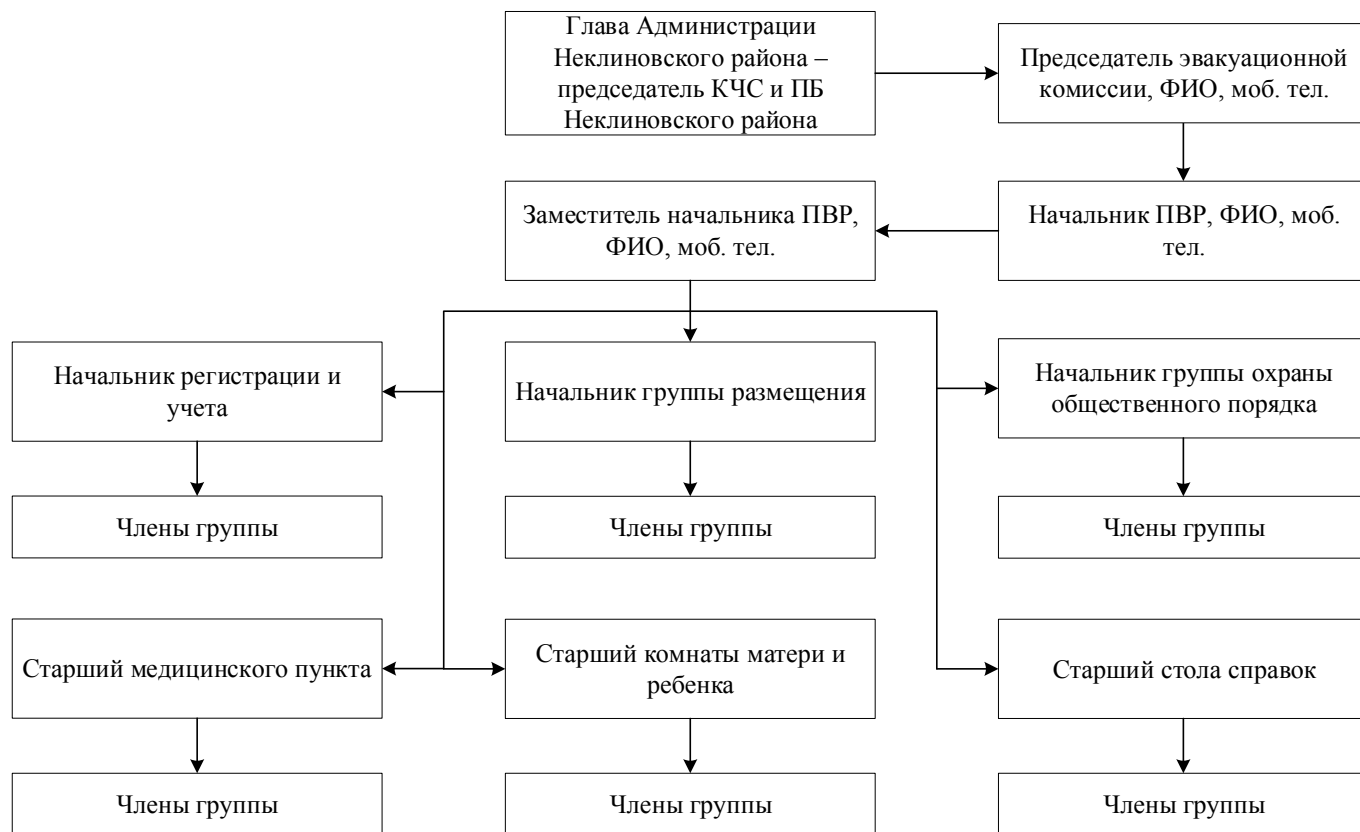 Глава Администрации
Неклиновского района –
председатель КЧС и ПБ
Неклиновского района
Председатель эвакуационной
комиссии, ФИО, моб. тел.
Заместитель начальника ПВР,
ФИО, моб. тел.
Начальник ПВР, ФИО, моб.
тел.
Начальник регистрации и
учета
Начальник группы размещения
Начальник группы охраны
общественного порядка
Члены группы
Члены группы
Члены группы
Старший медицинского пункта
Старший комнаты матери и
ребенка
Старший стола справок
Члены группы
Члены группы
Члены группы